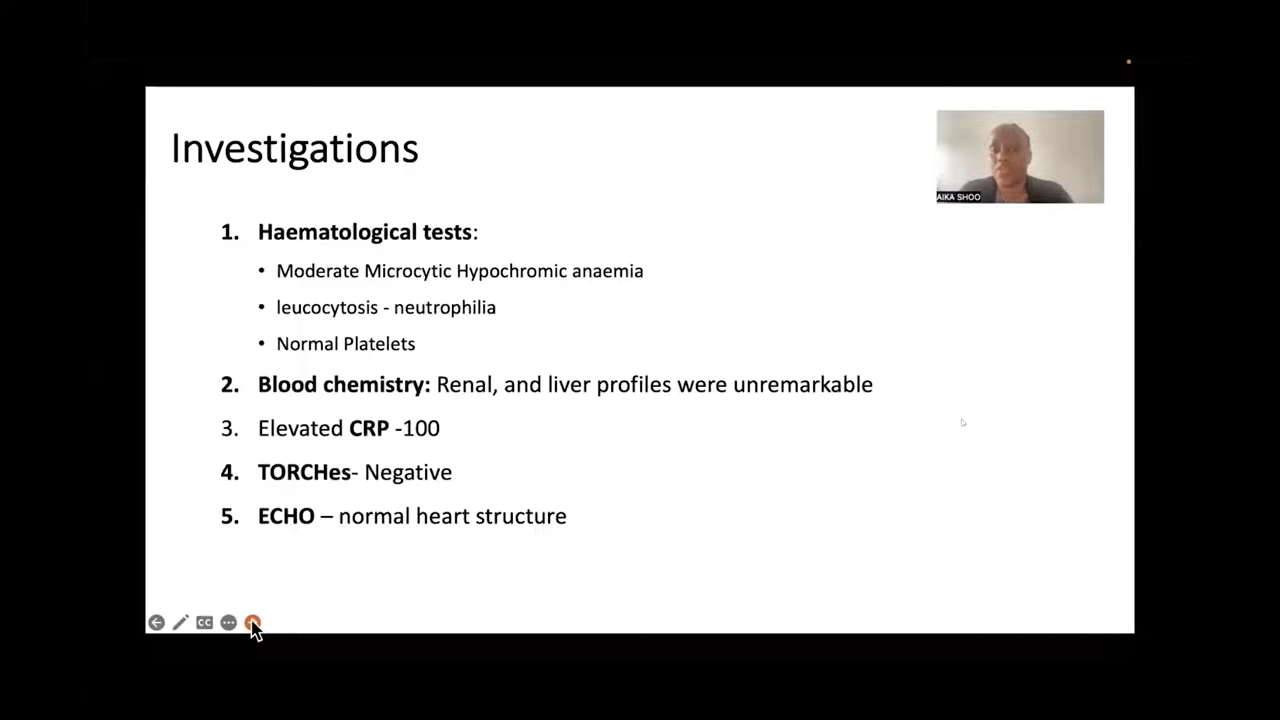 Investigations
AIKA SHOO
1. Haematological tests:
• Moderate Microcytic Hypochromic anaemia
• leucocytosis - neutrophilia
• Normal Platelets
2. Blood chemistry: Renal, and liver profiles were unremarkable
3. Elevated CRP -100
4. TORCHes- Negative
5. ECHO – normal heart structure
CC